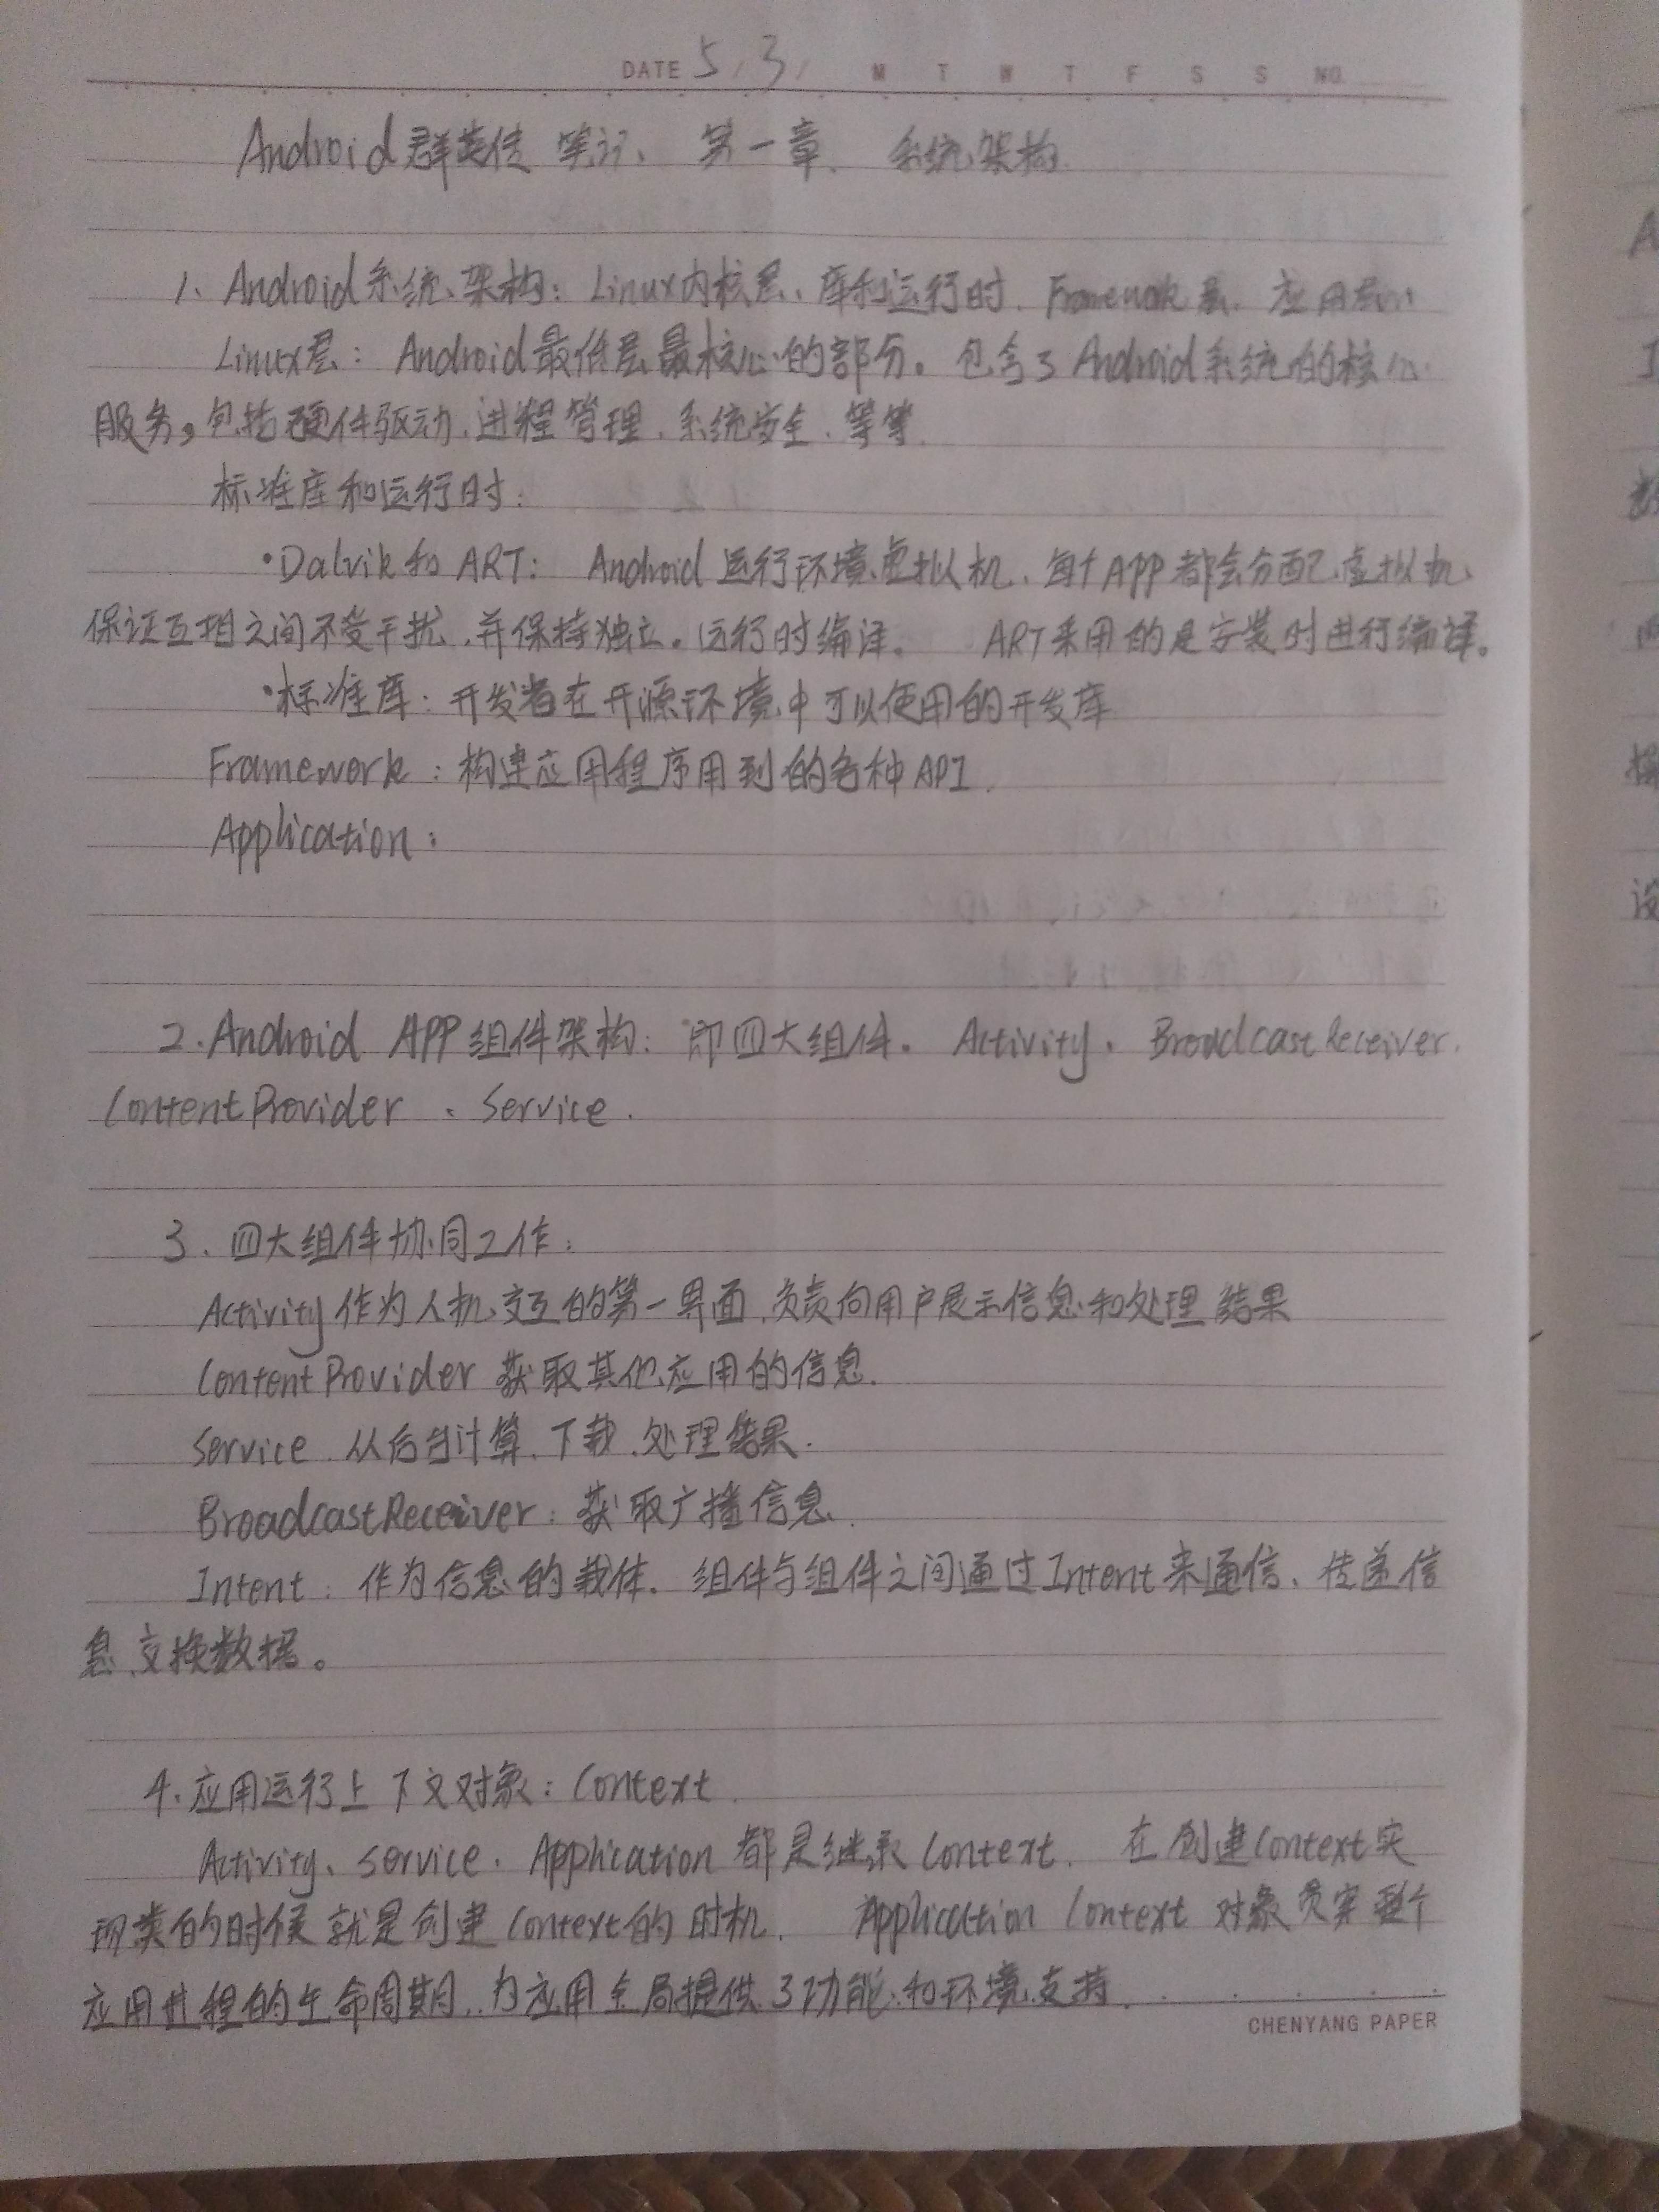 DATE 5 / 3 / M T W T F S S NO.
Android群英传 笔记、 第一章. 系统架构
1、Android系统架构: Linux内核层、库和运行时. Framework层. 应用层
Linux层: Android最低层最核心的部分。包含了Android系统的核心
服务,包括硬件驱动.进程管理.系统安全.等等.
标准库和运行时:
•Dalvik和ART: Android运行环境虚拟机.每个APP都会分配虚拟机、
保证互相之间不受干扰.并保持独立。运行时编译。 ART采用的是安装时进行编译。
•标准库: 开发者在开源环境中可以使用的开发库
Framework: 构建应用程序用到的各种API.
Application:
2.Android APP组件架构: 即四大组件。Activity、BroadcastReceiver.
ContentProvider、Service.
3、四大组件协同工作:
Activity作为人机交互的第一界面.负责向用户展示信息和处理结果
ContentProvider 获取其他应用的信息.
Service 从后台计算.下载.处理结果.
BroadcastReceiver: 获取广播信息.
Intent: 作为信息的载体. 组件与组件之间通过Intent来通信、传递信
息.交换数据。
4、应用运行上下文对象: Context.
Activity、Service、Application 都是继承Context. 在创建Context实
现类的时候就是创建Context的时机. Application Context 对象贯穿整个
应用进程的生命周期..为应用全局提供了功能和环境支持.
CHENYANG PAPER